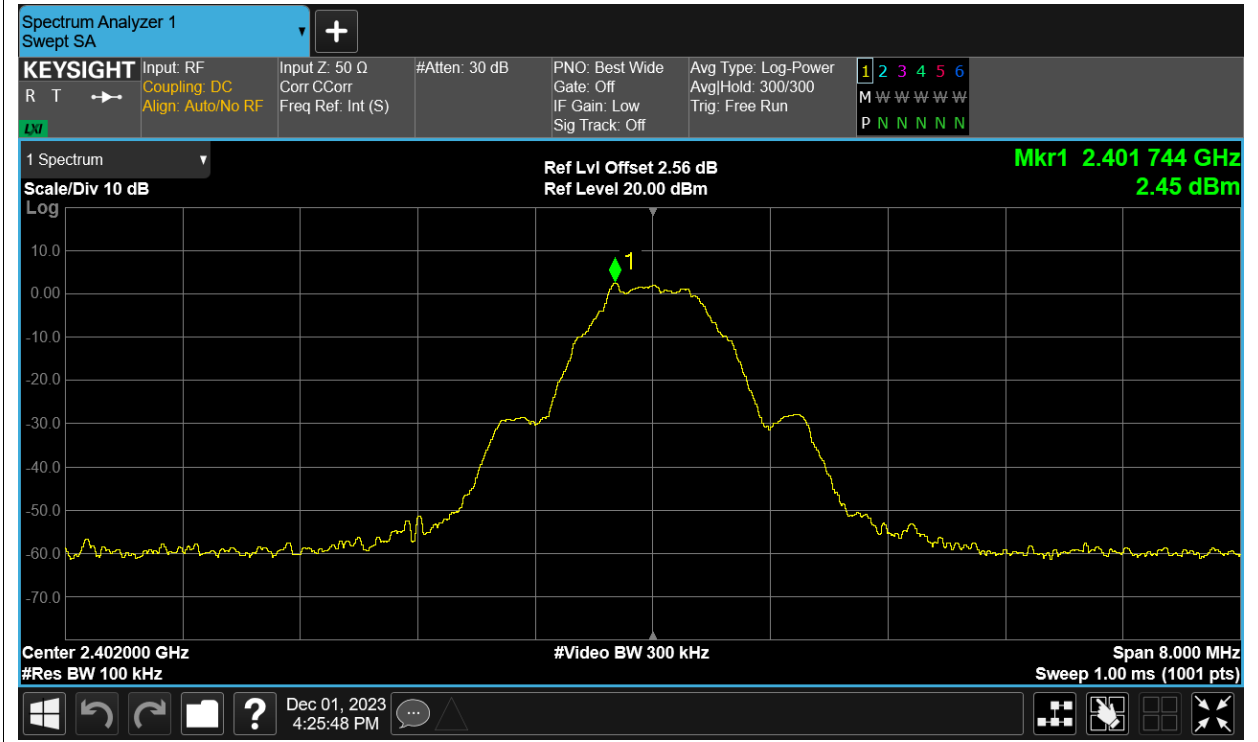 Spectrum Analyzer 1
Swept SA
KEYSIGHT
R T
LXI
Input: RF
Coupling: DC
Align: Auto/No RF
Input Z: 50 Ω
Corr CCorr
Freq Ref: Int (S)
#Atten: 30 dB
PNO: Best Wide
Gate: Off
IF Gain: Low
Sig Track: Off
Avg Type: Log-Power
Avg|Hold: 300/300
Trig: Free Run
1 2 3 4 5 6
M W W W W W
P N N N N N
1 Spectrum
Scale/Div 10 dB
Log
Ref Lvl Offset 2.56 dB
Ref Level 20.00 dBm
Mkr1 2.401 744 GHz
2.45 dBm
10.0
1
0.00
-10.0
-20.0
-30.0
-40.0
-50.0
-60.0
-70.0
Center 2.402000 GHz
#Res BW 100 kHz
#Video BW 300 kHz
Span 8.000 MHz
Sweep 1.00 ms (1001 pts)
?
Dec 01, 2023
4:25:48 PM